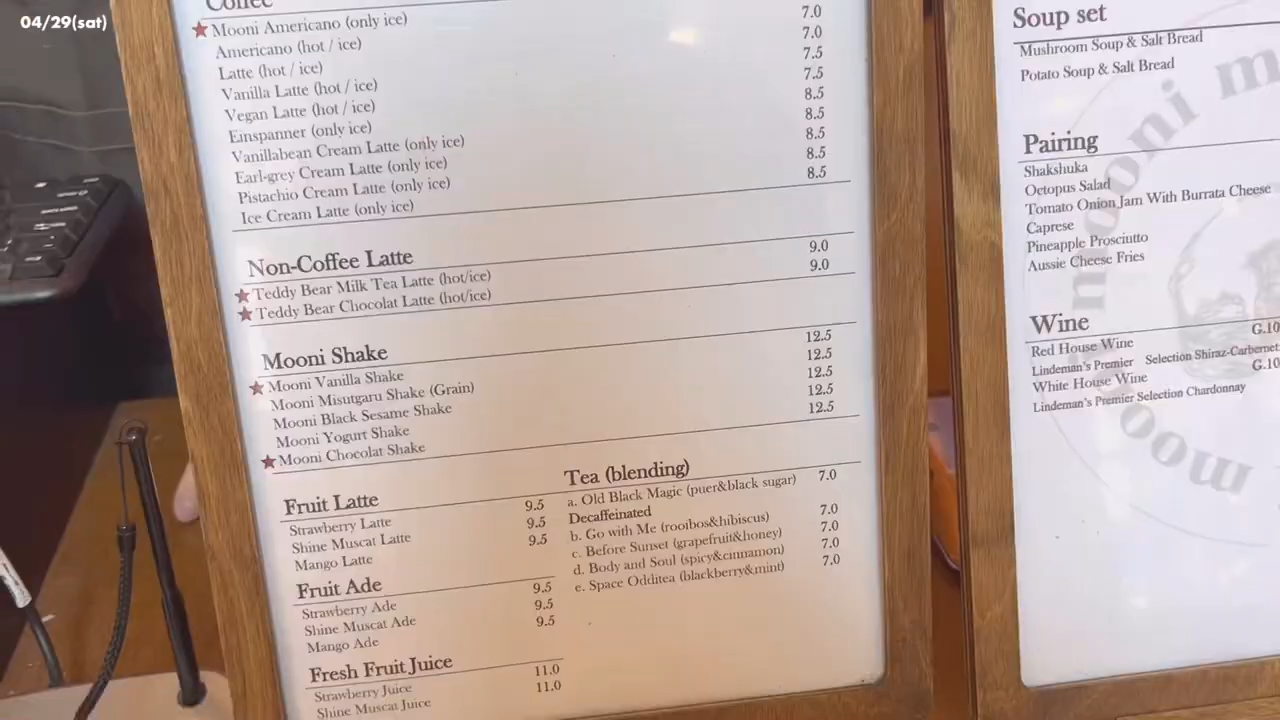 04/29(sat)
Coffee
★ Mooni Americano (only ice) 7.0
Americano (hot / ice) 7.0
Latte (hot / ice) 7.5
Vanilla Latte (hot / ice) 7.5
Vegan Latte (hot / ice) 8.5
Einspanner (only ice) 8.5
Vanillabean Cream Latte (only ice) 8.5
Earl-grey Cream Latte (only ice) 8.5
Pistachio Cream Latte (only ice) 8.5
Ice Cream Latte (only ice)
Non-Coffee Latte
★ Teddy Bear Milk Tea Latte (hot/ice) 9.0
★ Teddy Bear Chocolat Latte (hot/ice) 9.0
Mooni Shake
★ Mooni Vanilla Shake 12.5
Mooni Misutgaru Shake (Grain) 12.5
Mooni Black Sesame Shake 12.5
Mooni Yogurt Shake 12.5
★ Mooni Chocolat Shake 12.5
Fruit Latte
Strawberry Latte 9.5
Shine Muscat Latte 9.5
Mango Latte 9.5
Fruit Ade
Strawberry Ade 9.5
Shine Muscat Ade 9.5
Mango Ade 9.5
Fresh Fruit Juice
Strawberry Juice 11.0
Shine Muscat Juice 11.0
Tea (blending)
a. Old Black Magic (puer&black sugar) 7.0
Decaffeinated
b. Go with Me (rooibos&hibiscus) 7.0
c. Before Sunset (grapefruit&honey) 7.0
d. Body and Soul (spicy&cinnamon) 7.0
e. Space Odditea (blackberry&mint) 7.0
Soup set
Mushroom Soup & Salt Bread
Potato Soup & Salt Bread
Pairing
Shakshuka
Octopus Salad
Tomato Onion Jam With Burrata Cheese
Caprese
Pineapple Prosciutto
Aussie Cheese Fries
Wine
Red House Wine G.10
Lindeman's Premier Selection Shiraz-Carbernet
White House Wine G.10
Lindeman's Premier Selection Chardonnay
mooni m
moo